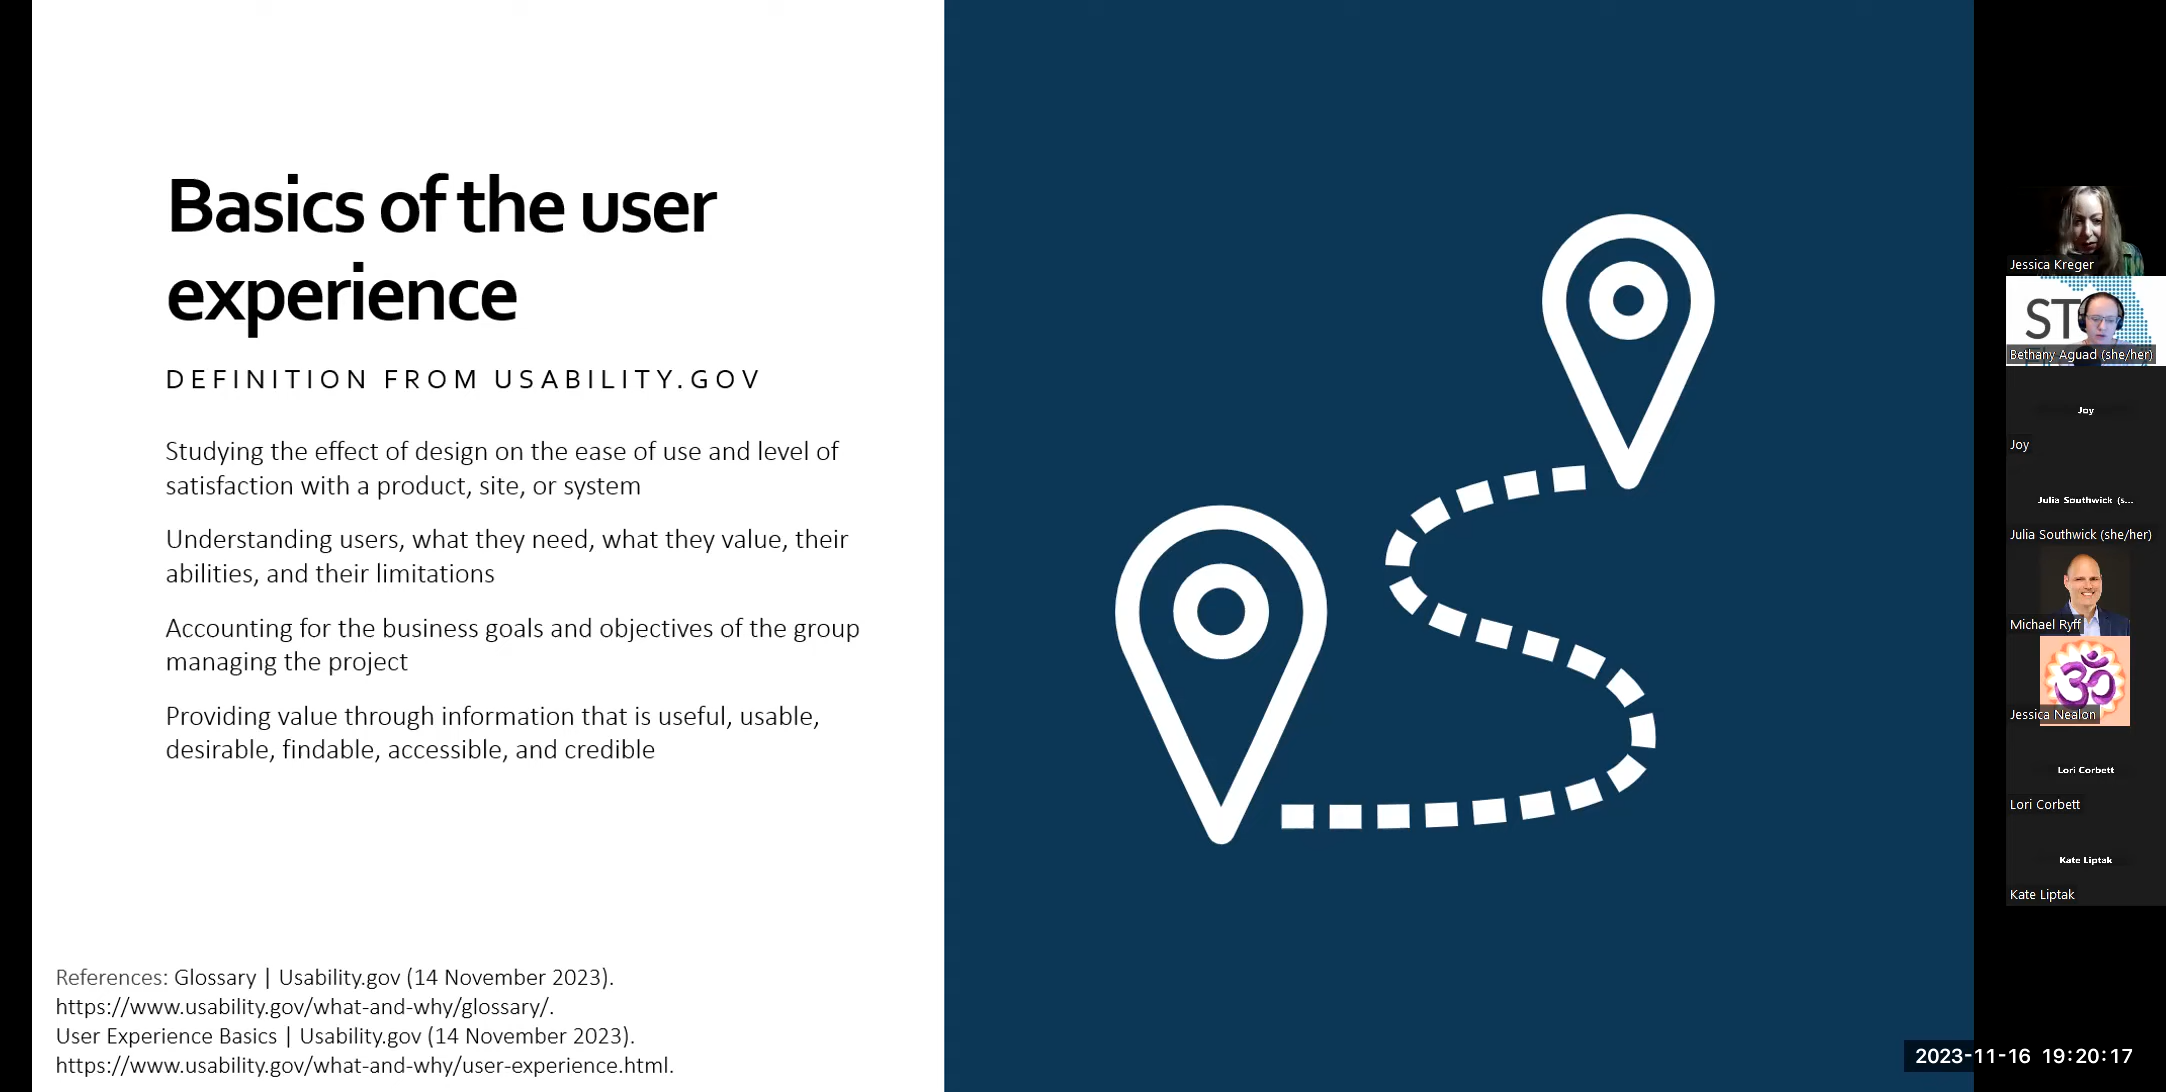 Basics of the user
experience
DEFINITION FROM USABILITY.GOV
Studying the effect of design on the ease of use and level of
satisfaction with a product, site, or system
Understanding users, what they need, what they value, their
abilities, and their limitations
Accounting for the business goals and objectives of the group
managing the project
Providing value through information that is useful, usable,
desirable, findable, accessible, and credible
References: Glossary | Usability.gov (14 November 2023).
https://www.usability.gov/what-and-why/glossary/.
User Experience Basics | Usability.gov (14 November 2023).
https://www.usability.gov/what-and-why/user-experience.html.
Jessica Kreger
ST
Bethany Aguad (she/her)
Joy
Joy
Julia Southwick (s...
Julia Southwick (she/her)
Michael Ryff
ॐ
Jessica Nealon
Lori Corbett
Lori Corbett
Kate Liptak
Kate Liptak
2023-11-16 19:20:17